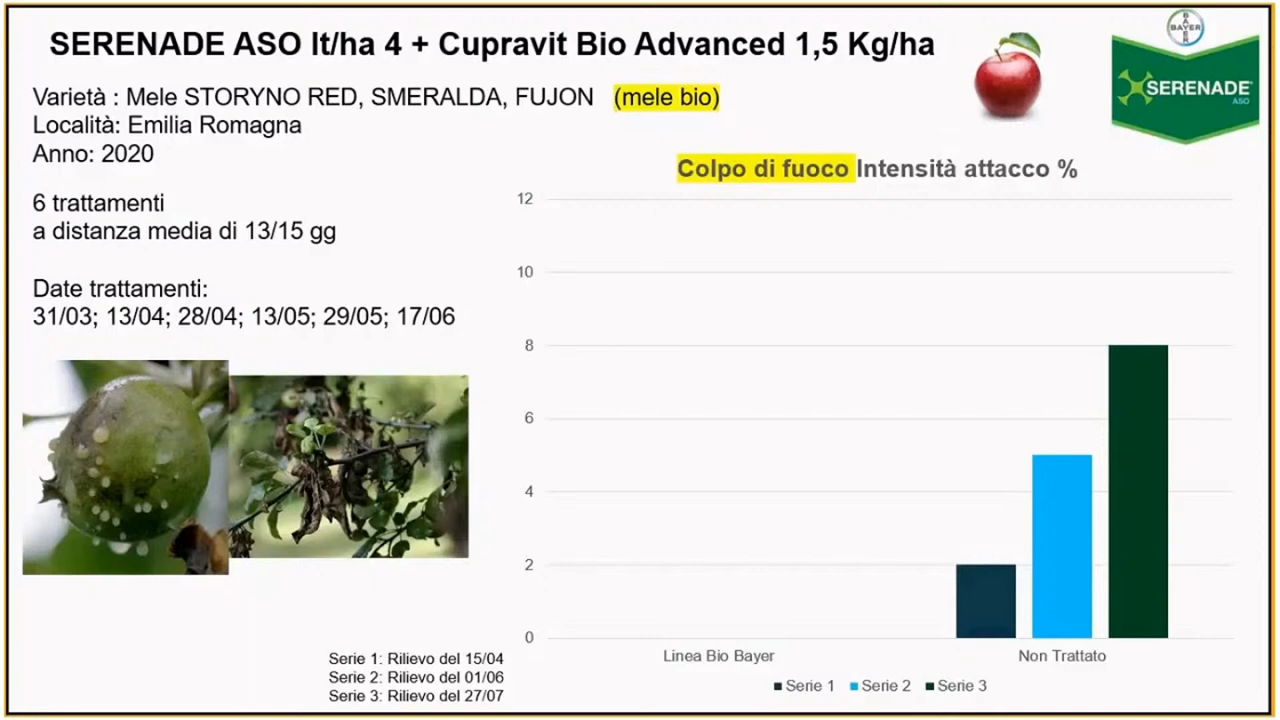 SERENADE ASO lt/ha 4 + Cupravit Bio Advanced 1,5 Kg/ha
BAYER
BAYER
SERENADE
ASO
Varietà : Mele STORYNO RED, SMERALDA, FUJON (mele bio)
Località: Emilia Romagna
Anno: 2020
6 trattamenti
a distanza media di 13/15 gg
Date trattamenti:
31/03; 13/04; 28/04; 13/05; 29/05; 17/06
Colpo di fuoco Intensità attacco %
12
10
8
6
4
2
0
Linea Bio Bayer
Non Trattato
Serie 1
Serie 2
Serie 3
Serie 1: Rilievo del 15/04
Serie 2: Rilievo del 01/06
Serie 3: Rilievo del 27/07